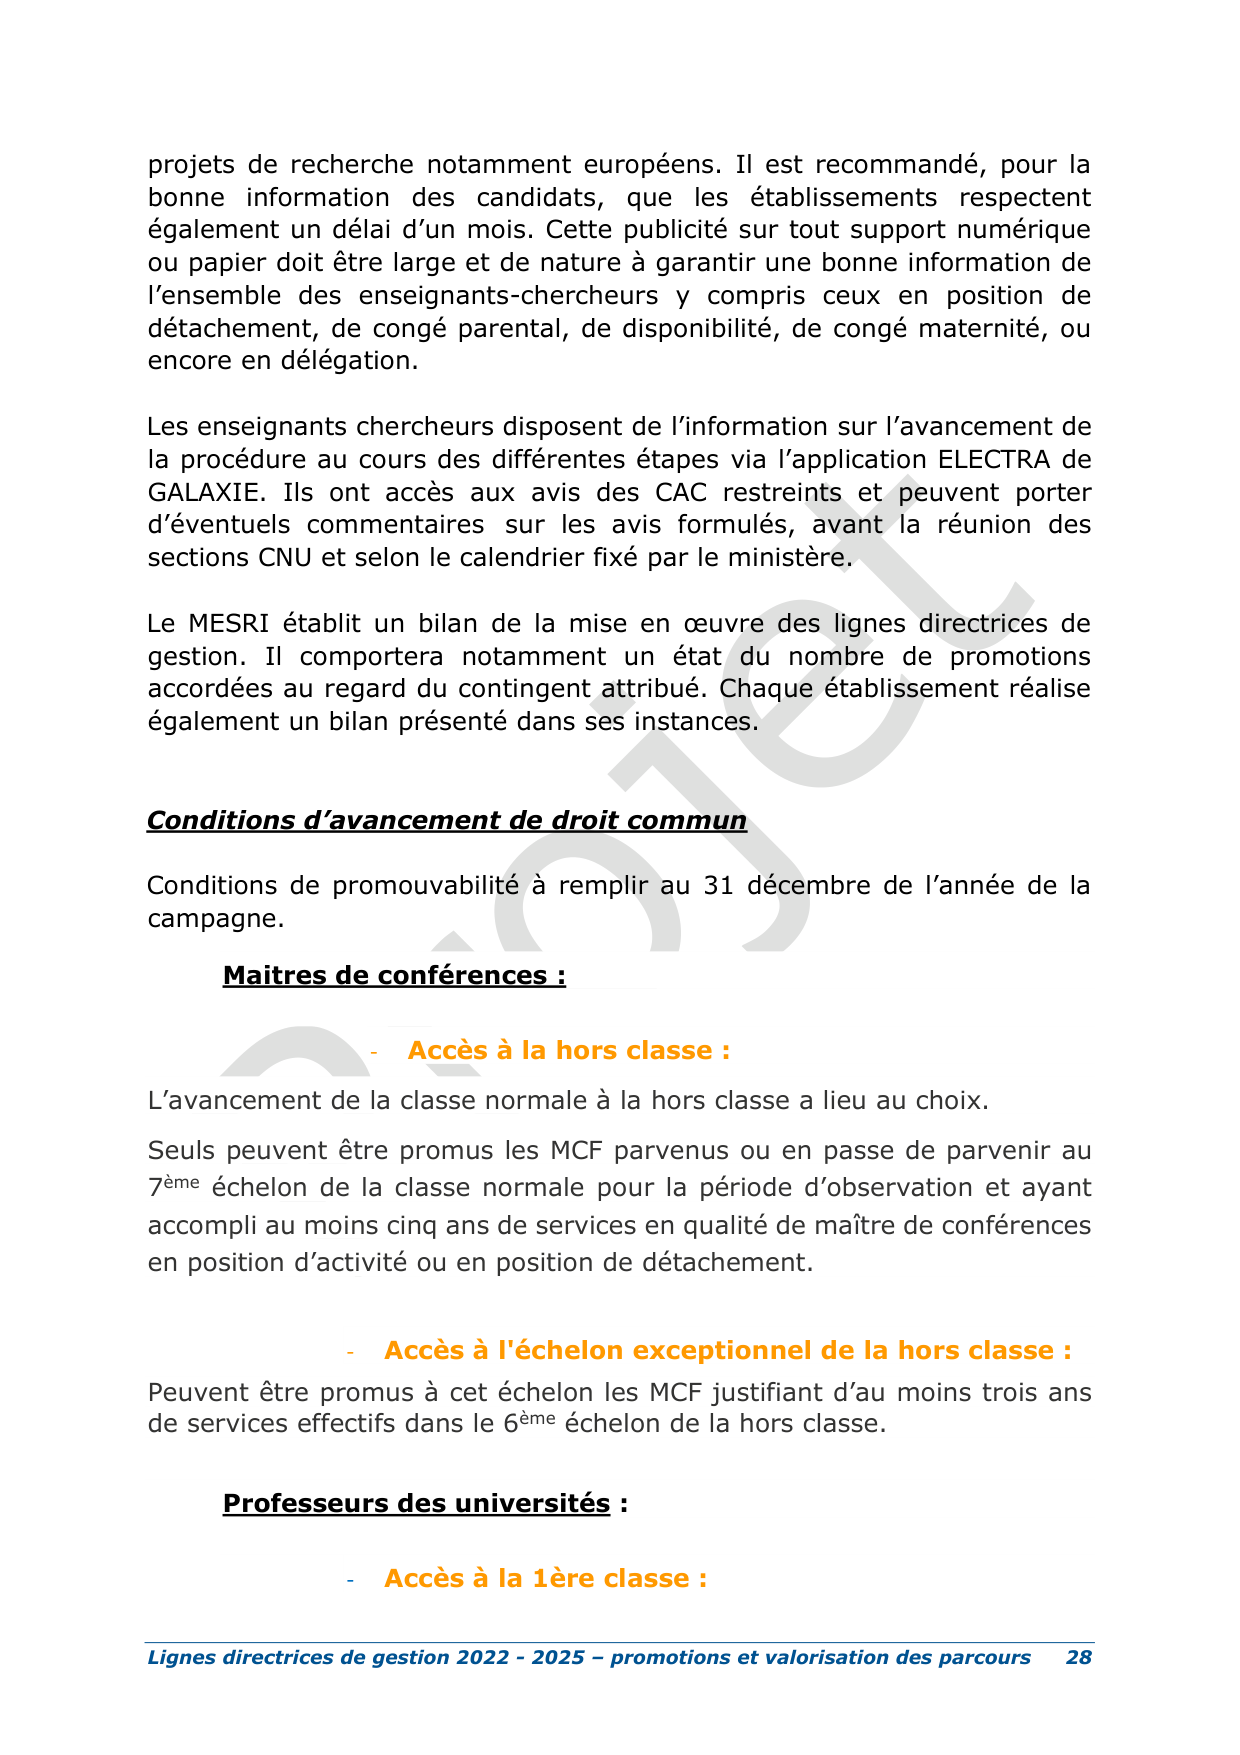 projets de recherche notamment européens. Il est recommandé, pour la
bonne information des candidats, que les établissements respectent
également un délai d’un mois. Cette publicité sur tout support numérique
ou papier doit être large et de nature à garantir une bonne information de
l’ensemble des enseignants-chercheurs y compris ceux en position de
détachement, de congé parental, de disponibilité, de congé maternité, ou
encore en délégation.
Les enseignants chercheurs disposent de l’information sur l’avancement de
la procédure au cours des différentes étapes via l’application ELECTRA de
GALAXIE. Ils ont accès aux avis des CAC restreints et peuvent porter
d’éventuels commentaires sur les avis formulés, avant la réunion des
sections CNU et selon le calendrier fixé par le ministère.
Le MESRI établit un bilan de la mise en œuvre des lignes directrices de
gestion. Il comportera notamment un état du nombre de promotions
accordées au regard du contingent attribué. Chaque établissement réalise
également un bilan présenté dans ses instances.
Conditions d’avancement de droit commun
Conditions de promouvabilité à remplir au 31 décembre de l’année de la
campagne.
Maitres de conférences :
- Accès à la hors classe :
L’avancement de la classe normale à la hors classe a lieu au choix.
Seuls peuvent être promus les MCF parvenus ou en passe de parvenir au
7ème échelon de la classe normale pour la période d’observation et ayant
accompli au moins cinq ans de services en qualité de maître de conférences
en position d’activité ou en position de détachement.
- Accès à l'échelon exceptionnel de la hors classe :
Peuvent être promus à cet échelon les MCF justifiant d’au moins trois ans
de services effectifs dans le 6ème échelon de la hors classe.
Professeurs des universités :
- Accès à la 1ère classe :
Lignes directrices de gestion 2022 - 2025 – promotions et valorisation des parcours 28
Projet